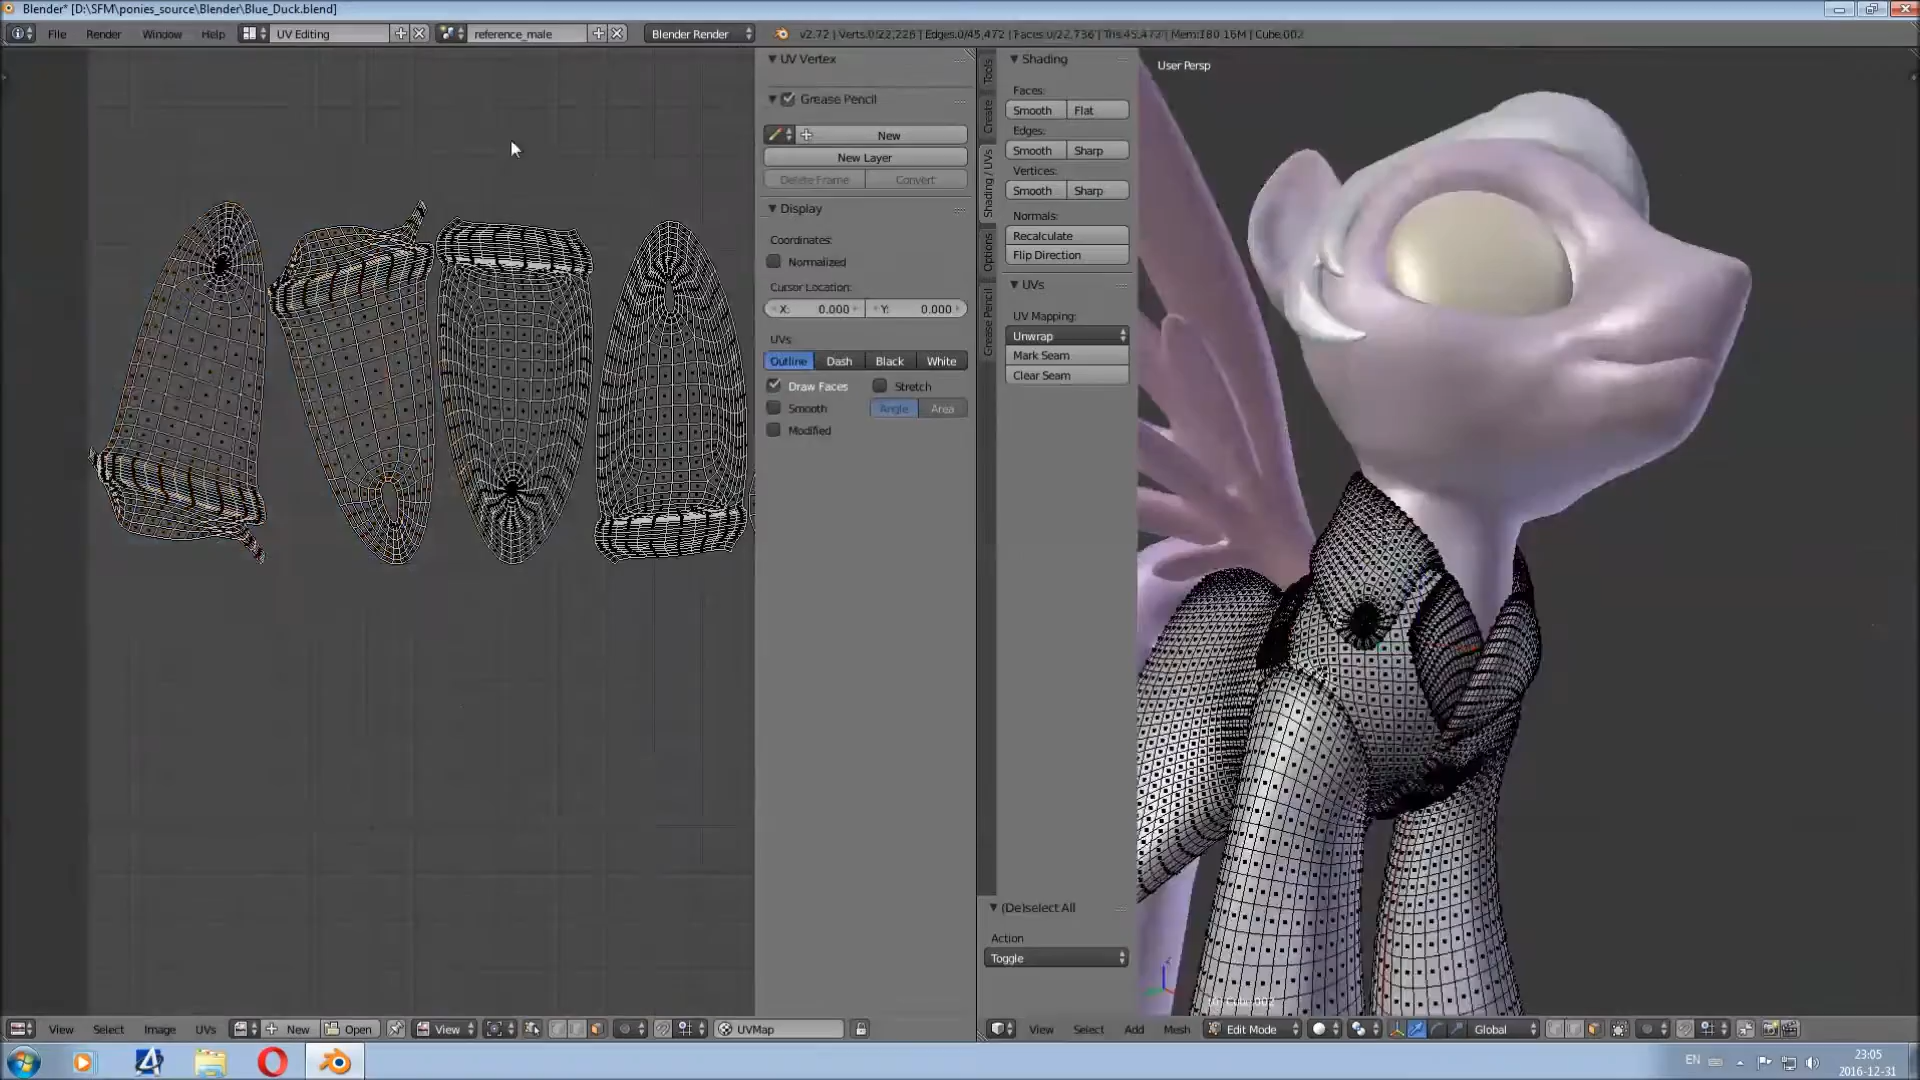 Blender* [D:\SFM\ponies_source\Blender\Blue_Duck.blend]
File Render Window Help UV Editing reference_male Blender Render v2.72 | Verts:0/22,226 | Edges:0/45,472 | Faces:0/22,736 | Tris:45,472 | Mem:180.16M | Cube.002
UV Vertex
Grease Pencil
New
New Layer
Delete Frame Convert
Display
Coordinates:
Normalized
Cursor Location:
X: 0.000 Y: 0.000
UVs
Outline Dash Black White
Draw Faces Stretch
Smooth Angle Area
Modified
Tools
Create
Shading / UVs
Options
Grease Pencil
Shading
Faces:
Smooth Flat
Edges:
Smooth Sharp
Vertices:
Smooth Sharp
Normals:
Recalculate
Flip Direction
UVs
UV Mapping:
Unwrap
Mark Seam
Clear Seam
(De)select All
Action
Toggle
User Persp
View Select Image UVs New Open View UVMap
View Select Add Mesh Edit Mode Global
EN
23:05
2016-12-31